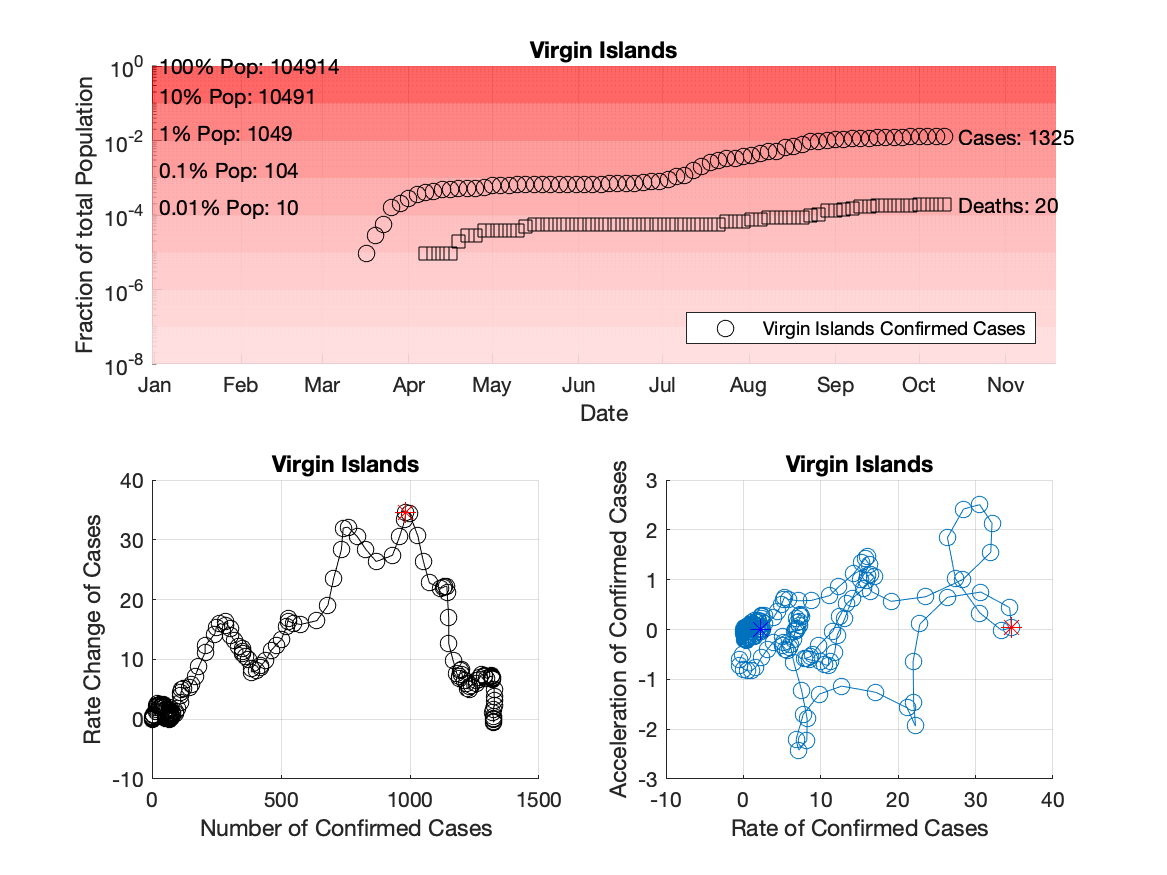 Virgin Islands
Fraction of total Population
10^0
10^-2
10^-4
10^-6
10^-8
100% Pop: 104914
10% Pop: 10491
1% Pop: 1049
0.1% Pop: 104
0.01% Pop: 10
Cases: 1325
Deaths: 20
Virgin Islands Confirmed Cases
Jan Feb Mar Apr May Jun Jul Aug Sep Oct Nov
Date
Virgin Islands
Rate Change of Cases
40
30
20
10
0
-10
0 500 1000 1500
Number of Confirmed Cases
Virgin Islands
Acceleration of Confirmed Cases
3
2
1
0
-1
-2
-3
-10 0 10 20 30 40
Rate of Confirmed Cases